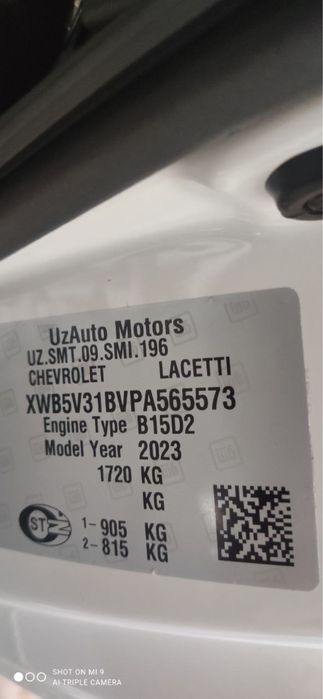 UzAuto Motors
UZ.SMT.09.SMI.196
CHEVROLET LACETTI
XWB5V31BVPA565573
Engine Type B15D2
Model Year 2023
1720 KG
KG
1- 905 KG
2- 815 KG
SHOT ON MI 9
AI TRIPLE CAMERA